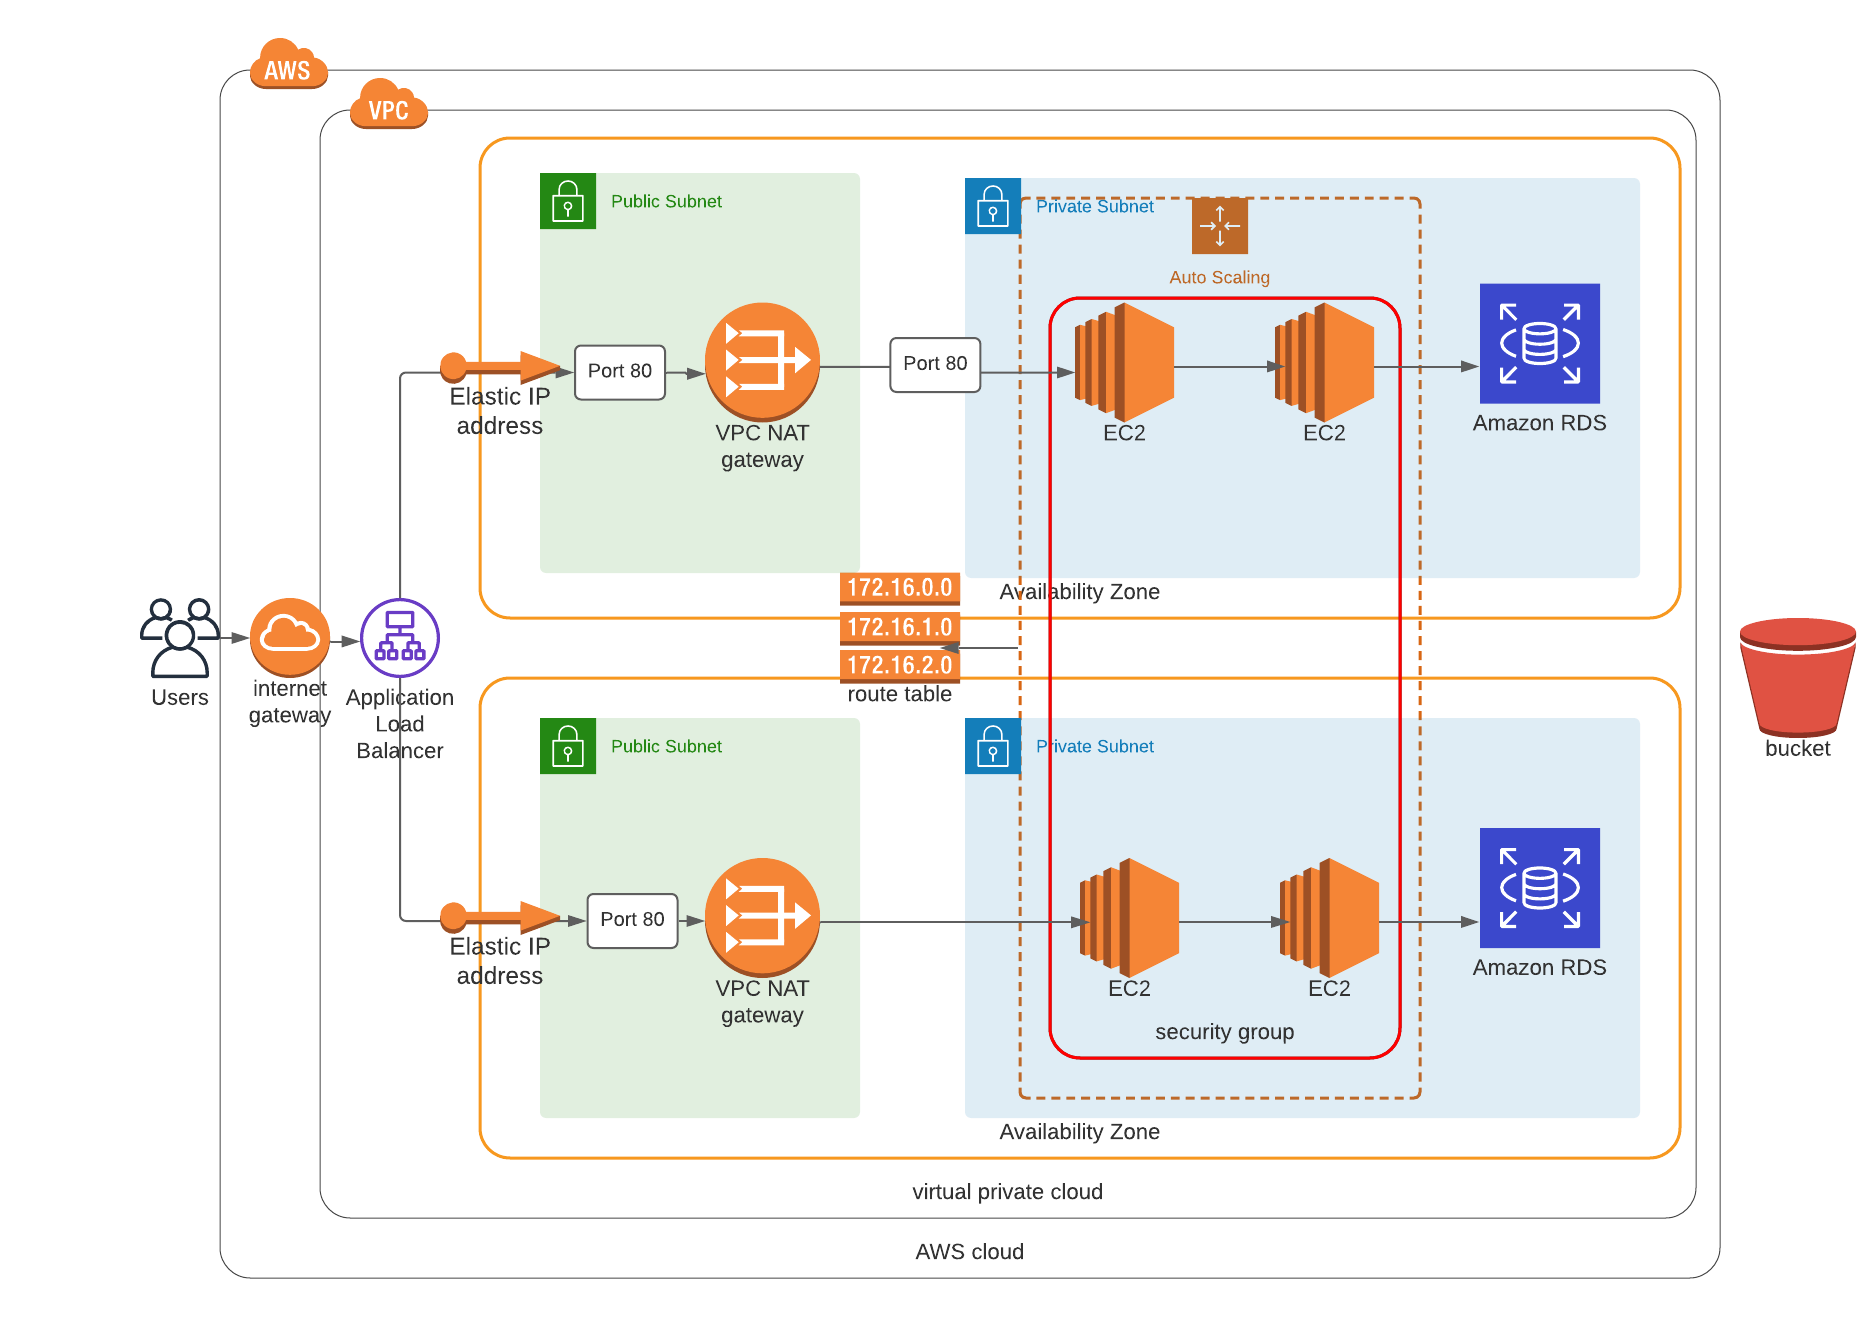 AWS
VPC
Public Subnet
Private Subnet
Auto Scaling
Port 80
Port 80
Elastic IP
address
VPC NAT
gateway
EC2
EC2
Amazon RDS
172.16.0.0
Availability Zone
172.16.1.0
172.16.2.0
route table
Users
internet
gateway
Application
Load
Balancer
bucket
Public Subnet
Private Subnet
Port 80
Elastic IP
address
VPC NAT
gateway
EC2
EC2
Amazon RDS
security group
Availability Zone
virtual private cloud
AWS cloud